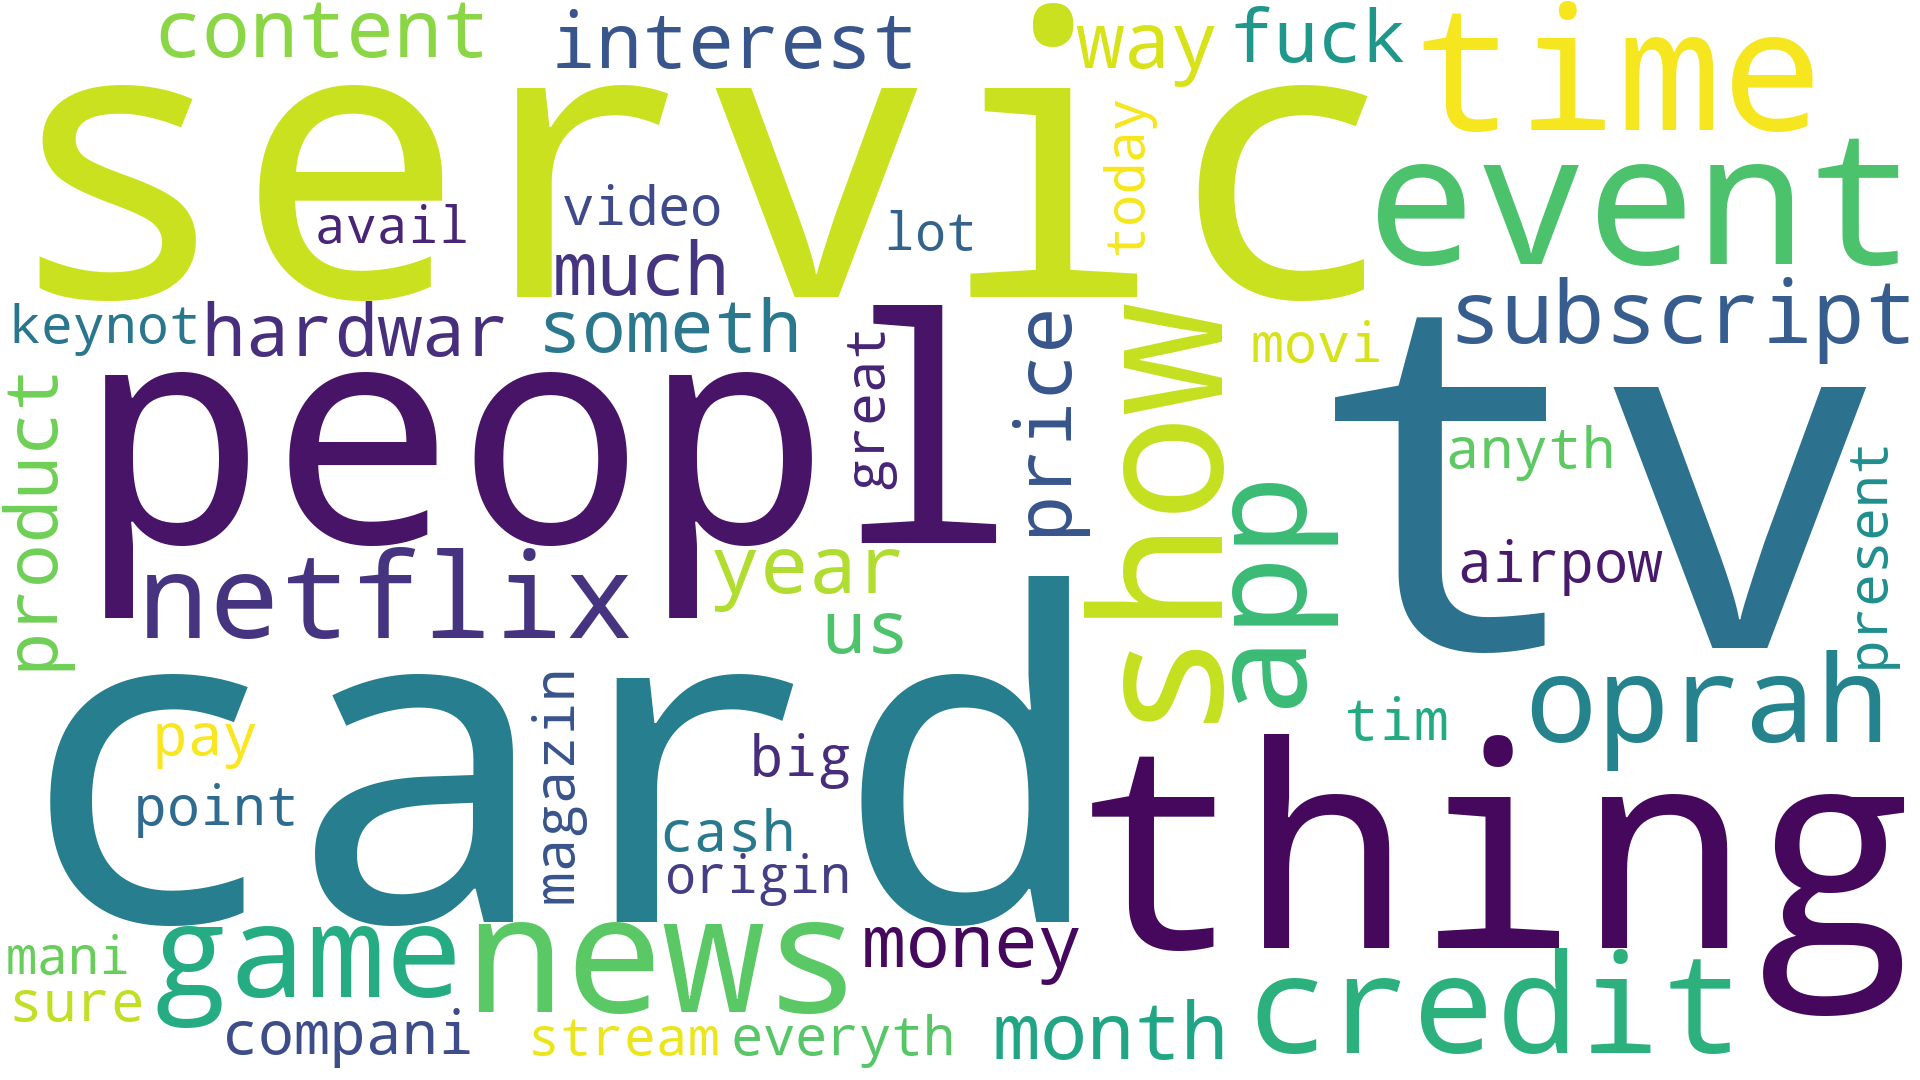 content
interest
way
fuck
time
servic
today
event
avail
video
lot
much
keynot
hardwar
someth
subscript
movi
peopl
great
price
show
tv
product
anyth
present
netflix
year
app
airpow
us
card
magazin
pay
big
tim
oprah
point
cash
origin
thing
mani
game
news
money
credit
sure
compani
stream
everyth
month